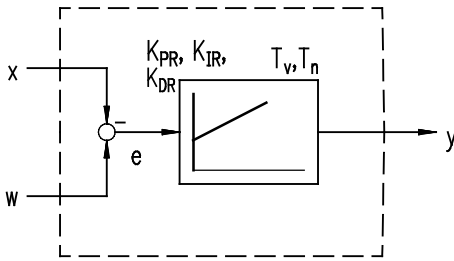 K_PR, K_IR,
K_DR
T_v, T_n
x
−
e
w
y